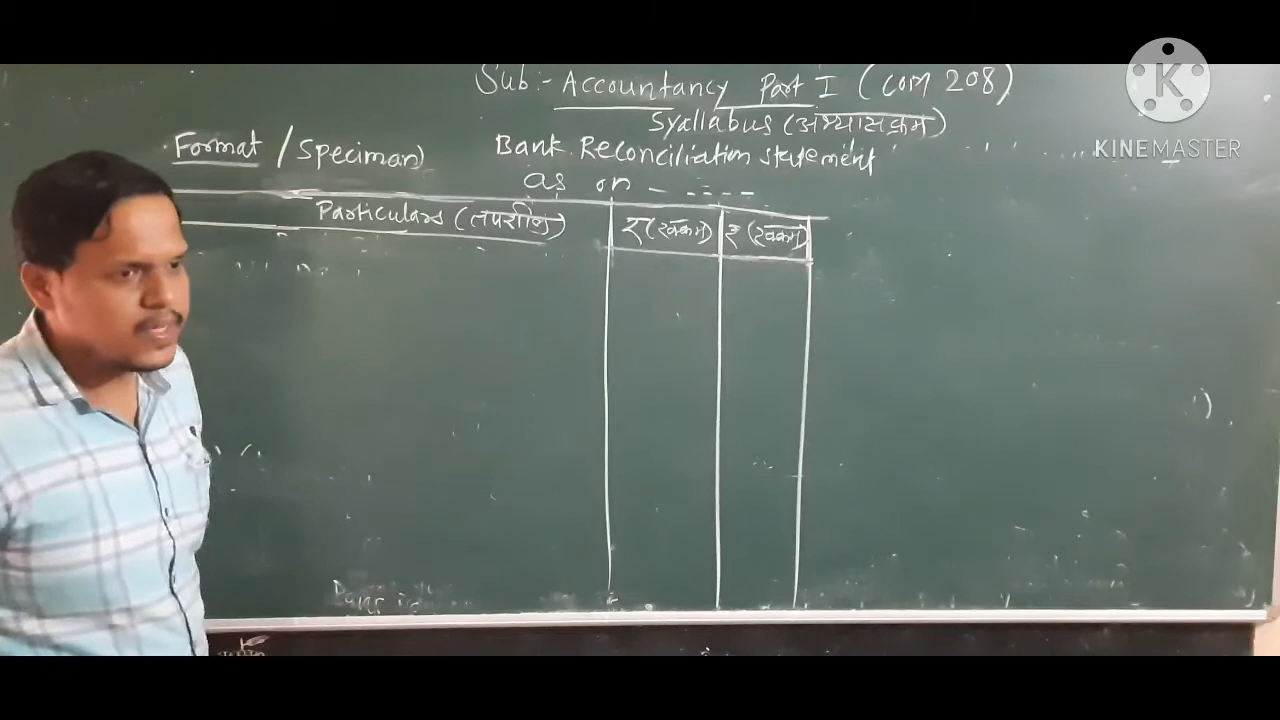 Sub:- Accountancy Part I (COM 208)
Syallabus (अभ्यासक्रम)
Format / Speciman)
Bank Reconciliation statement
as on - -----
Particulars (तपशील)
₹ (रक्कम)
₹ (रक्कम)
K
KINEMASTER